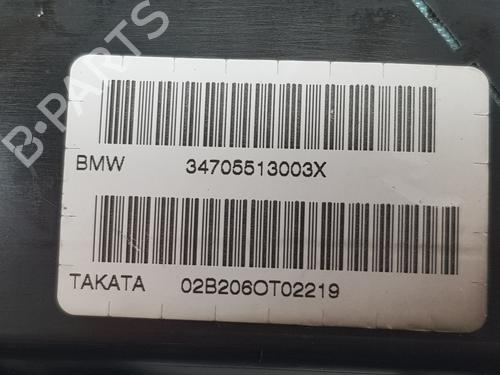 B-PARTS
BMW 34705513003X
TAKATA 02B206OT02219